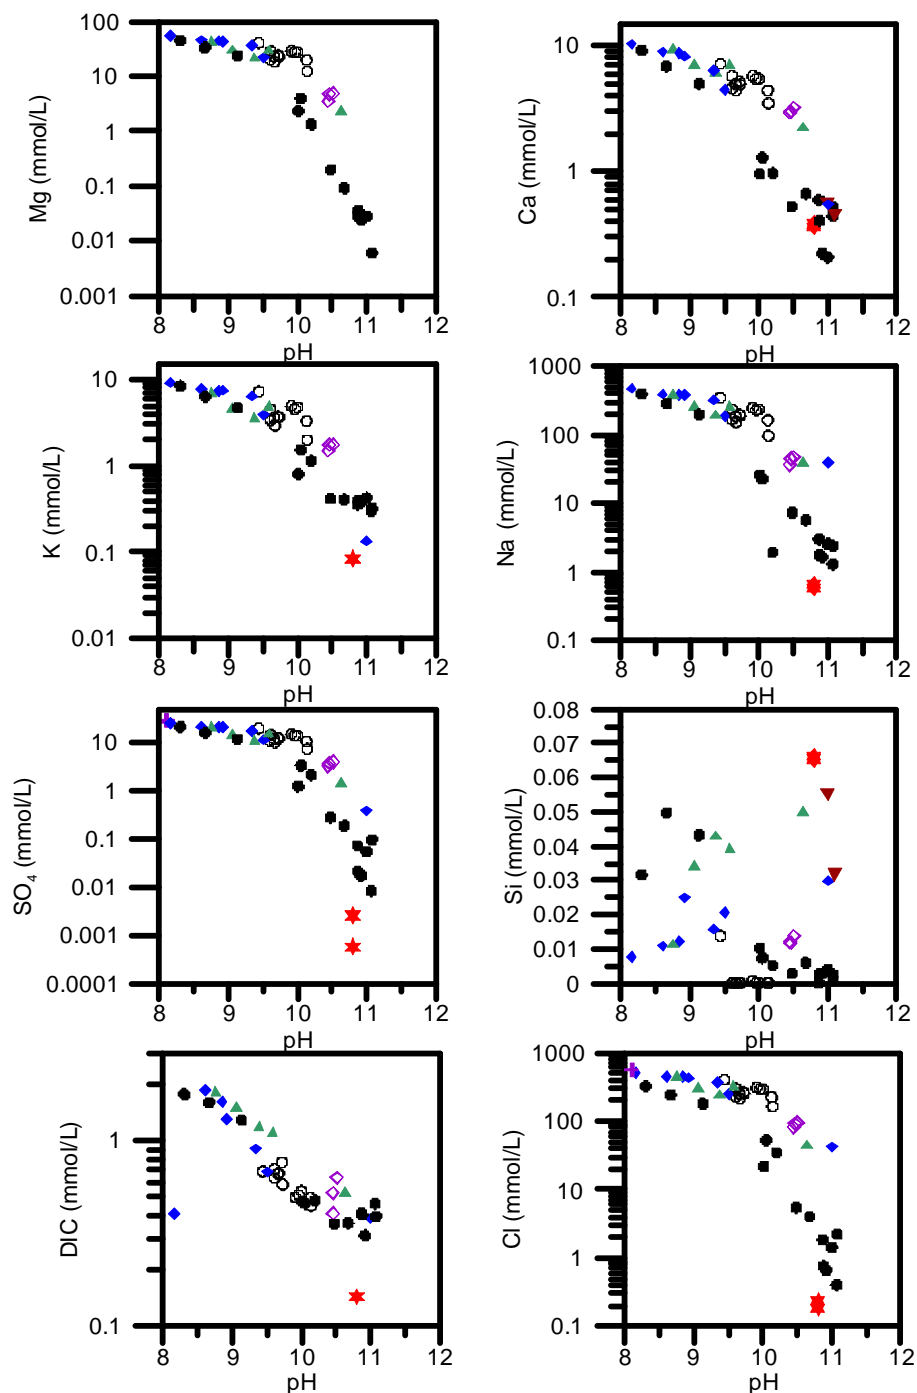 Mg (mmol/L)
100
10
1
0.1
0.01
0.001
8 9 10 11 12
pH
Ca (mmol/L)
10
1
0.1
8 9 10 11 12
pH
K (mmol/L)
10
1
0.1
0.01
8 9 10 11 12
pH
Na (mmol/L)
1000
100
10
1
0.1
8 9 10 11 12
pH
SO4 (mmol/L)
10
1
0.1
0.01
0.001
0.0001
8 9 10 11 12
pH
Si (mmol/L)
0.08
0.07
0.06
0.05
0.04
0.03
0.02
0.01
0
8 9 10 11 12
pH
DIC (mmol/L)
1
0.1
8 9 10 11 12
pH
Cl (mmol/L)
1000
100
10
1
0.1
8 9 10 11 12
pH